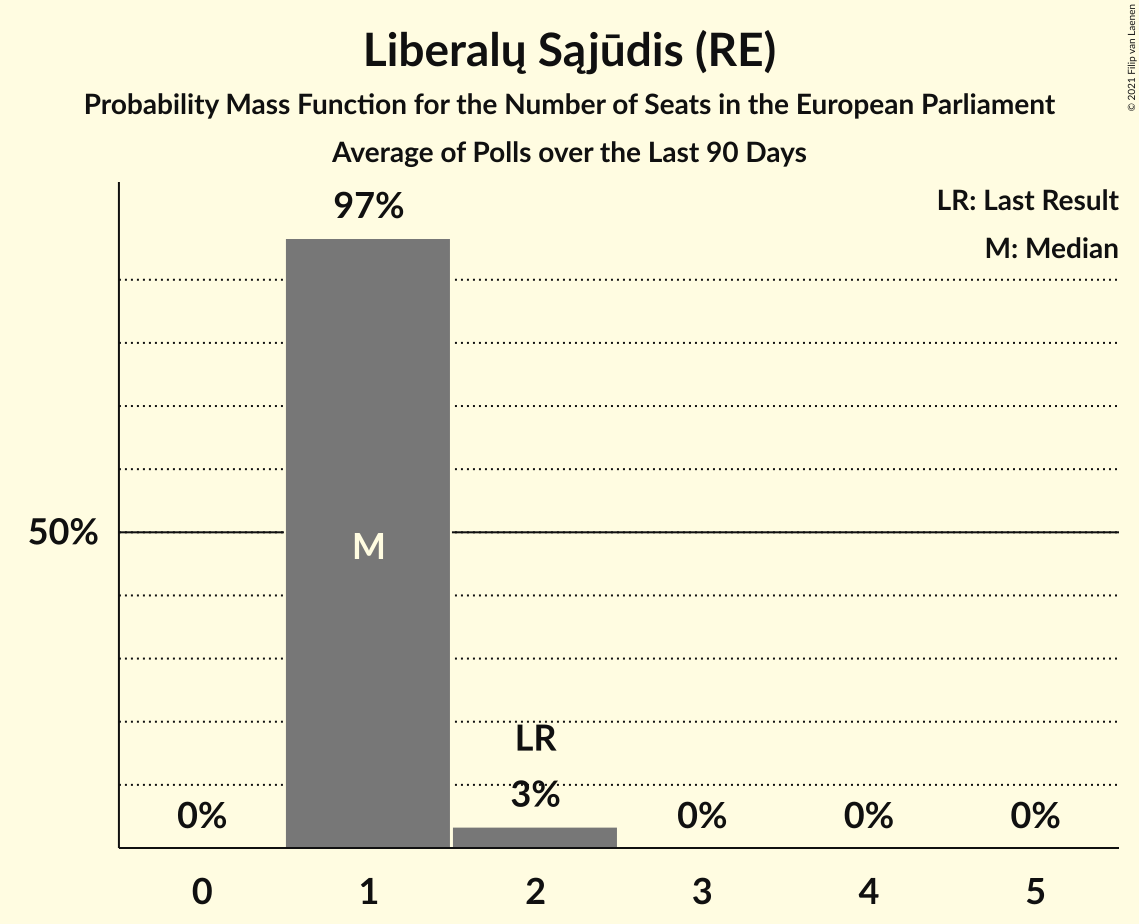 Liberalų Sąjūdis (RE)
Probability Mass Function for the Number of Seats in the European Parliament
Average of Polls over the Last 90 Days
© 2021 Filip van Laenen
LR: Last Result
M: Median
97%
50%
M
LR
3%
0%
0%
0%
0%
0 1 2 3 4 5